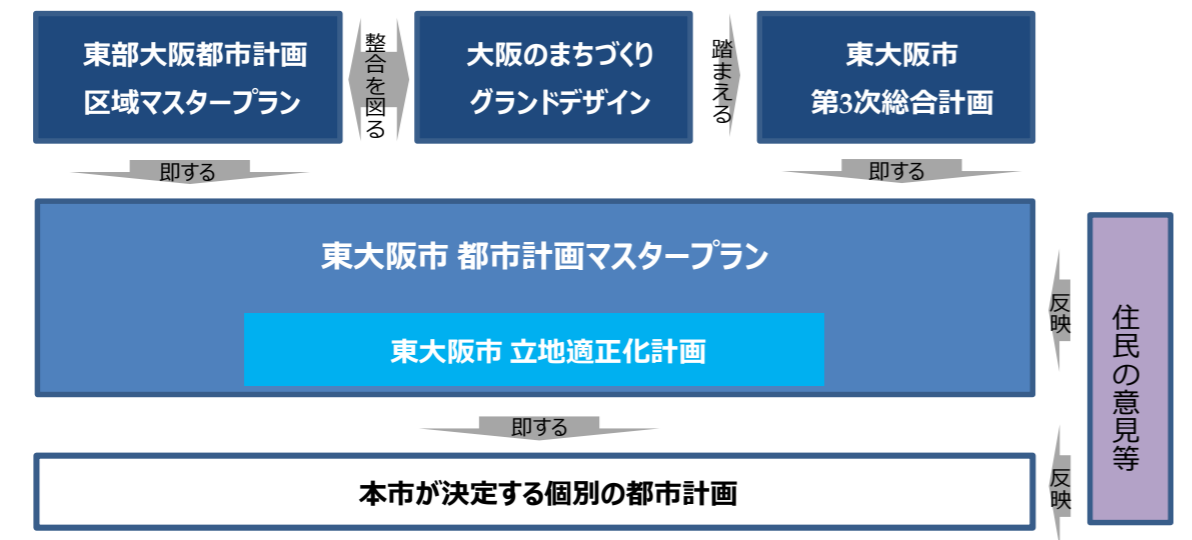 東部大阪都市計画
区域マスタープラン
整合を図る
大阪のまちづくり
グランドデザイン
踏まえる
東大阪市
第3次総合計画
即する
即する
東大阪市 都市計画マスタープラン
東大阪市 立地適正化計画
反映
住民の意見等
即する
本市が決定する個別の都市計画
反映